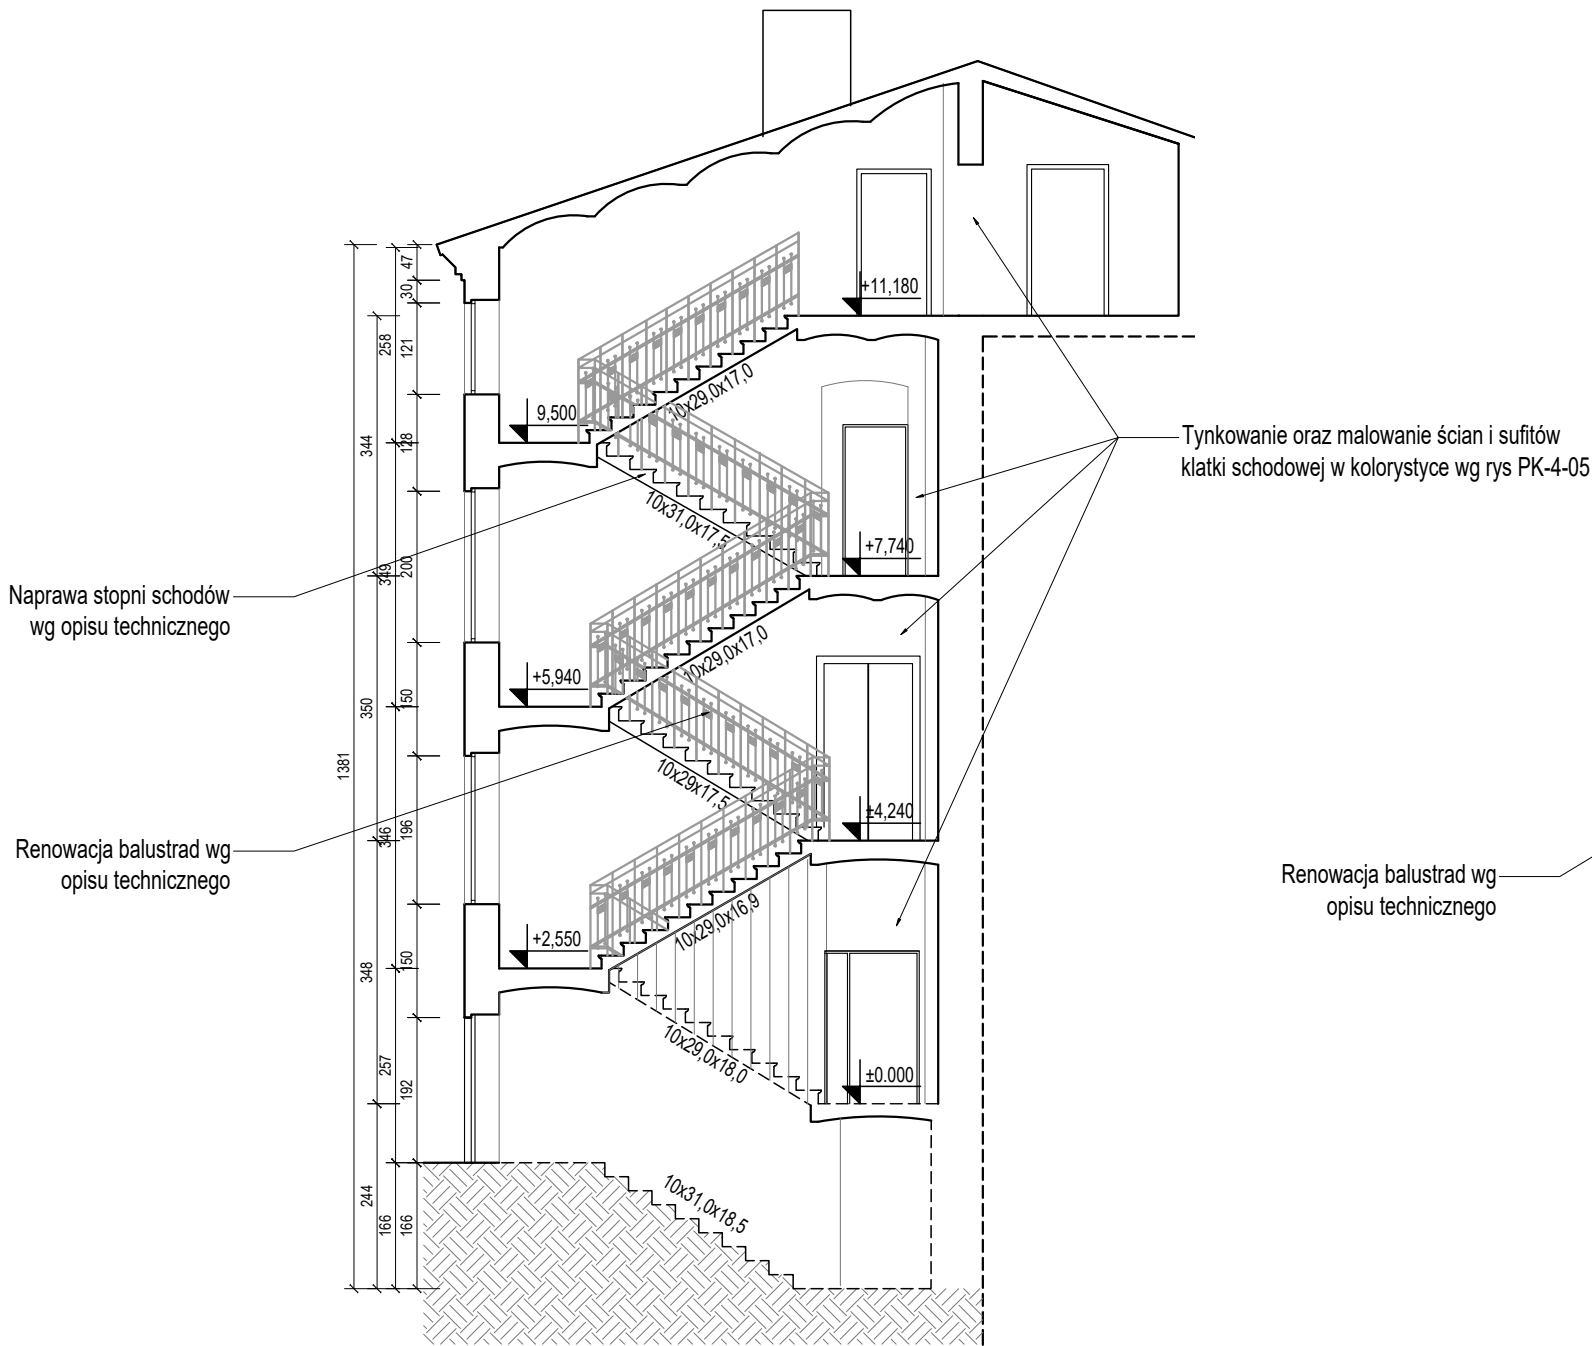 +11,180
10x29,0x17,0
9,500
Tynkowanie oraz malowanie ścian i sufitów
klatki schodowej w kolorystyce wg rys PK-4-05
10x31,0x17,5
+7,740
Naprawa stopni schodów
wg opisu technicznego
10x29,0x17,0
+5,940
10x29x17,5
±4,240
Renowacja balustrad wg
opisu technicznego
Renowacja balustrad wg
opisu technicznego
10x29,0x16,9
+2,550
10x29,0x18,0
±0.000
10x31,0x18,5
1381
344
350
348
244
258
349
346
257
166
47
30
121
128
200
150
196
150
192
166